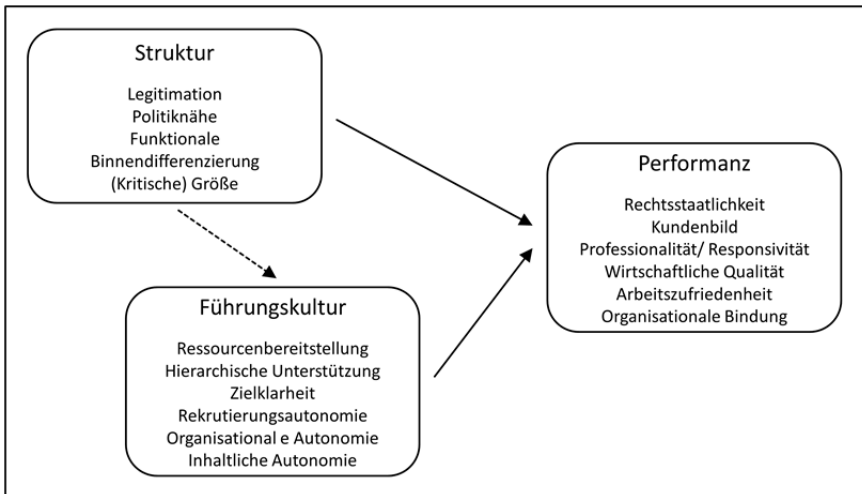 Struktur
Legitimation
Politiknähe
Funktionale
Binnendifferenzierung
(Kritische) Größe
Führungskultur
Ressourcenbereitstellung
Hierarchische Unterstützung
Zielklarheit
Rekrutierungsautonomie
Organisational e Autonomie
Inhaltliche Autonomie
Performanz
Rechtsstaatlichkeit
Kundenbild
Professionalität/ Responsivität
Wirtschaftliche Qualität
Arbeitszufriedenheit
Organisationale Bindung